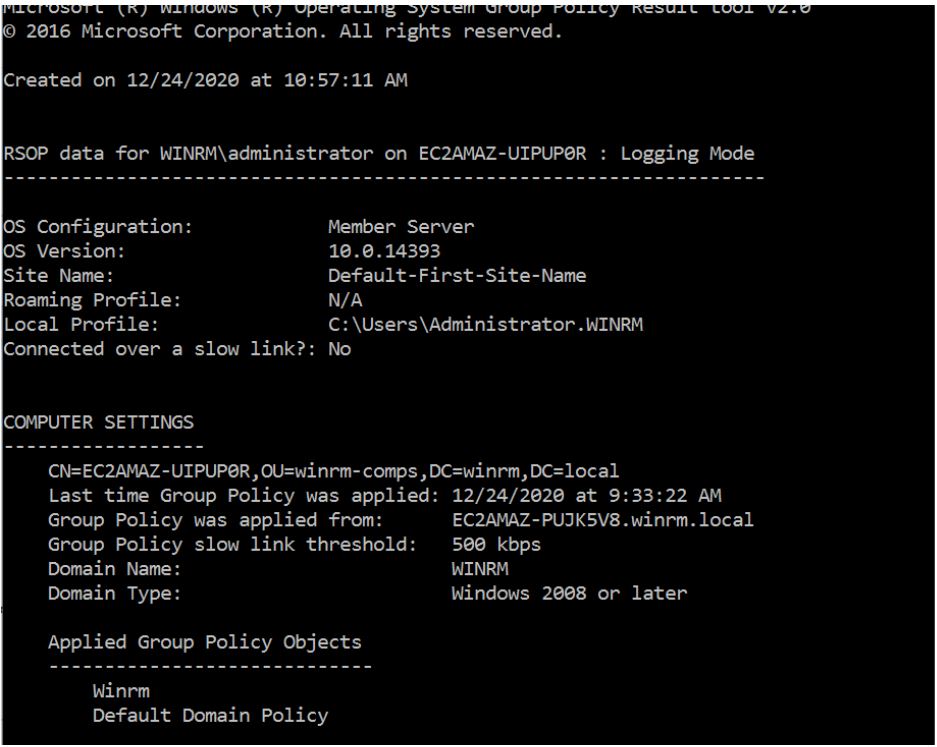 Microsoft (R) Windows (R) Operating System Group Policy Result tool v2.0
© 2016 Microsoft Corporation. All rights reserved.
Created on 12/24/2020 at 10:57:11 AM
RSOP data for WINRM\administrator on EC2AMAZ-UIPUP0R : Logging Mode
-------------------------------------------------------------------
OS Configuration: Member Server
OS Version: 10.0.14393
Site Name: Default-First-Site-Name
Roaming Profile: N/A
Local Profile: C:\Users\Administrator.WINRM
Connected over a slow link?: No
COMPUTER SETTINGS
------------------
CN=EC2AMAZ-UIPUP0R,OU=winrm-comps,DC=winrm,DC=local
Last time Group Policy was applied: 12/24/2020 at 9:33:22 AM
Group Policy was applied from: EC2AMAZ-PUJK5V8.winrm.local
Group Policy slow link threshold: 500 kbps
Domain Name: WINRM
Domain Type: Windows 2008 or later
Applied Group Policy Objects
-----------------------------
Winrm
Default Domain Policy